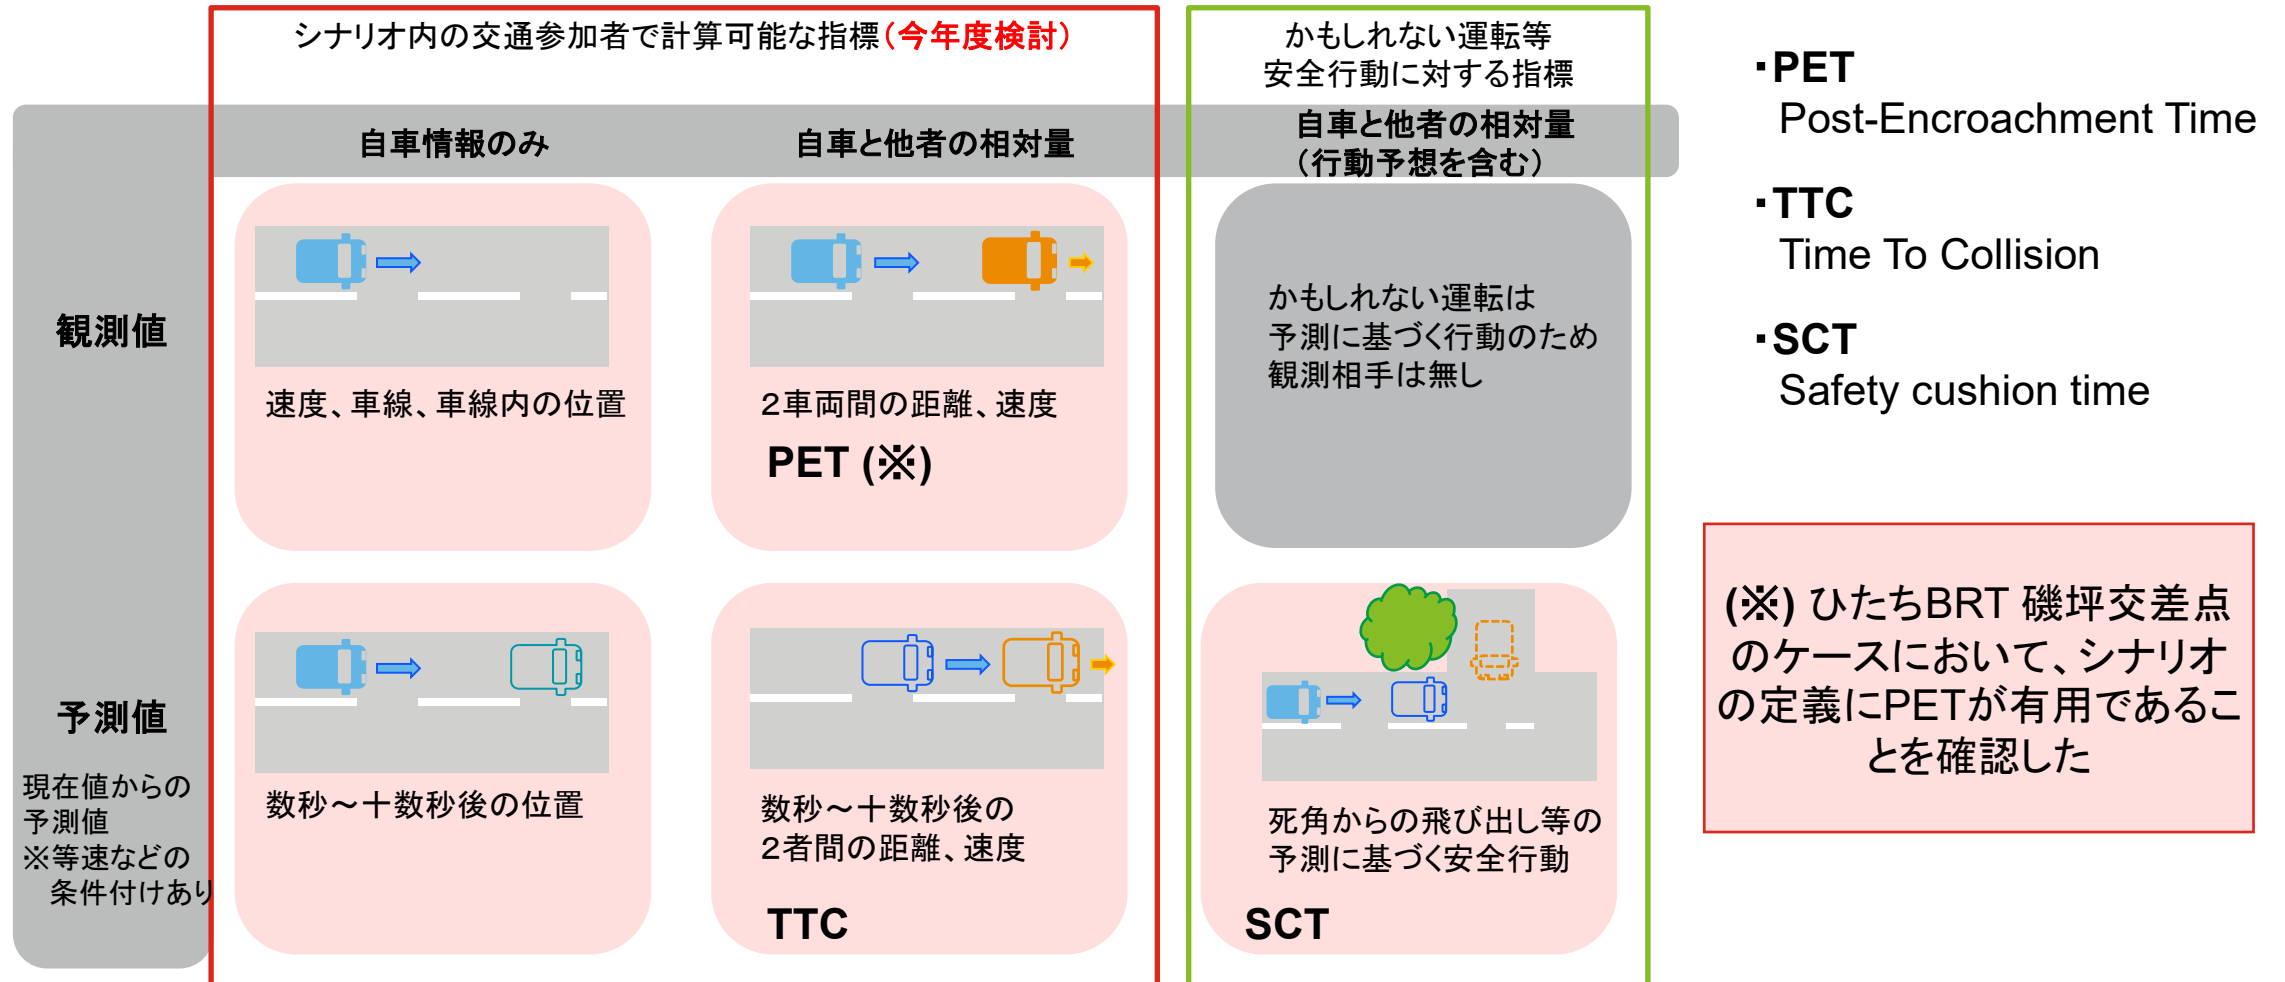 シナリオ内の交通参加者で計算可能な指標(今年度検討)
かもしれない運転等
安全行動に対する指標
自車情報のみ
自車と他者の相対量
自車と他者の相対量
(行動予想を含む)
観測値
速度、車線、車線内の位置
2車両間の距離、速度
PET (※)
かもしれない運転は
予測に基づく行動のため
観測相手は無し
予測値
現在値からの
予測値
※等速などの
条件付けあり
数秒～十数秒後の位置
数秒～十数秒後の
2者間の距離、速度
TTC
死角からの飛び出し等の
予測に基づく安全行動
SCT
・PET
Post-Encroachment Time
・TTC
Time To Collision
・SCT
Safety cushion time
(※) ひたちBRT 磯坪交差点
のケースにおいて、シナリオ
の定義にPETが有用であるこ
とを確認した